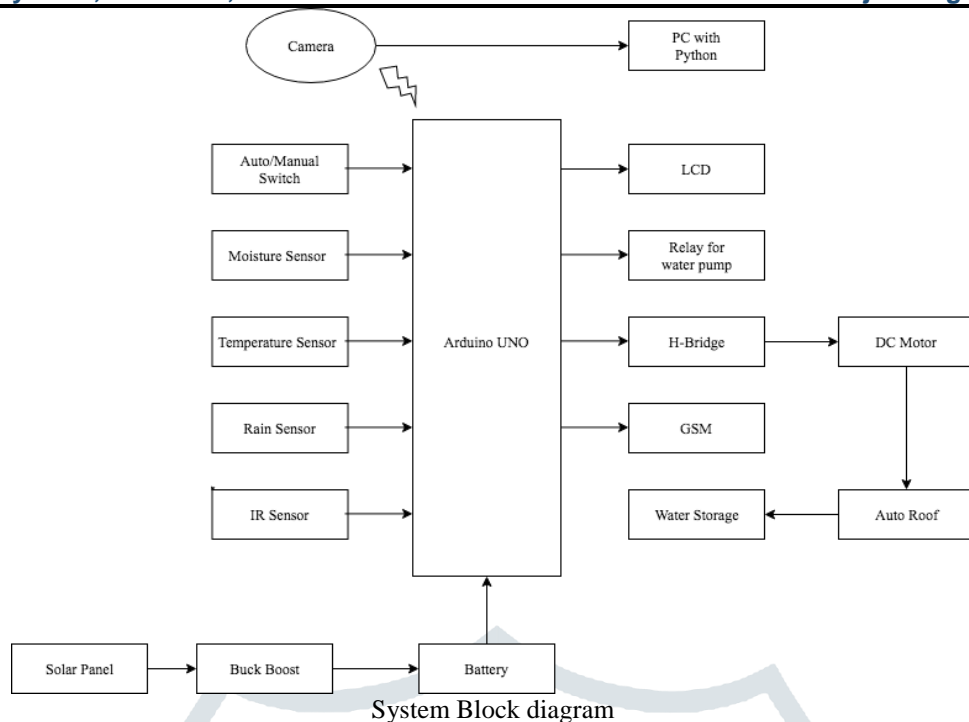 Camera
PC with
Python
Auto/Manual
Switch
LCD
Moisture Sensor
Relay for
water pump
Temperature Sensor
Arduino UNO
H-Bridge
DC Motor
Rain Sensor
GSM
IR Sensor
Water Storage
Auto Roof
Solar Panel
Buck Boost
Battery
System Block diagram